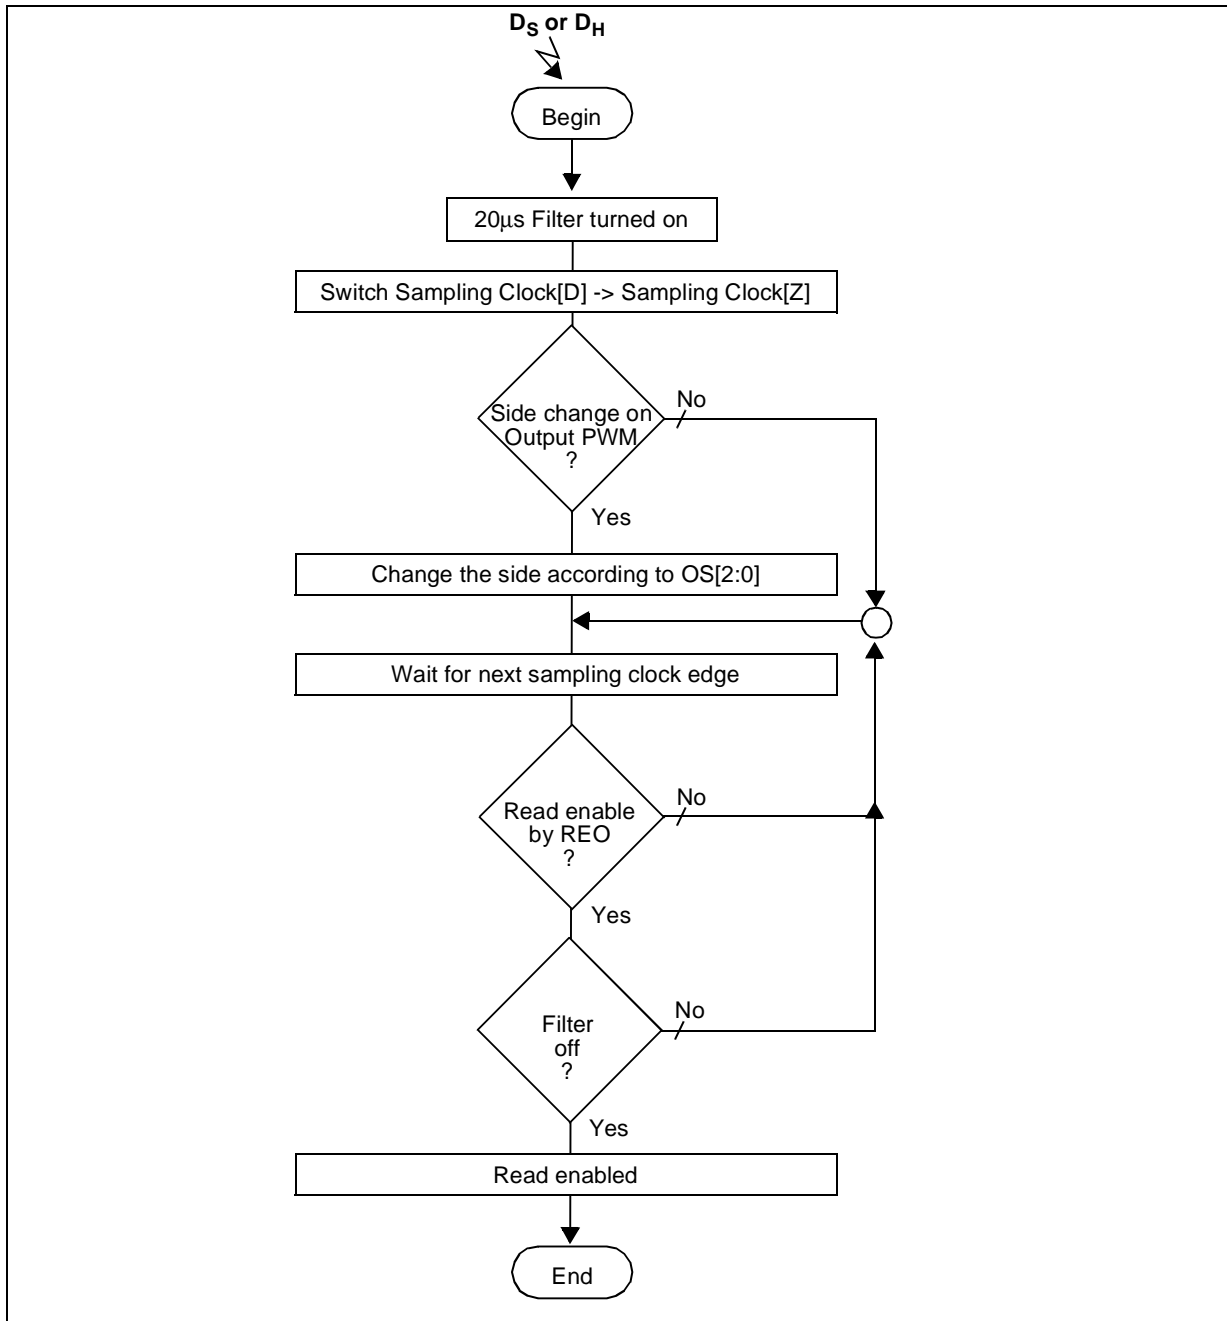 DS or DH
Begin
20µs Filter turned on
Switch Sampling Clock[D] -> Sampling Clock[Z]
Side change on
Output PWM
?
No
Yes
Change the side according to OS[2:0]
Wait for next sampling clock edge
Read enable
by REO
?
No
Yes
Filter
off
?
No
Yes
Read enabled
End